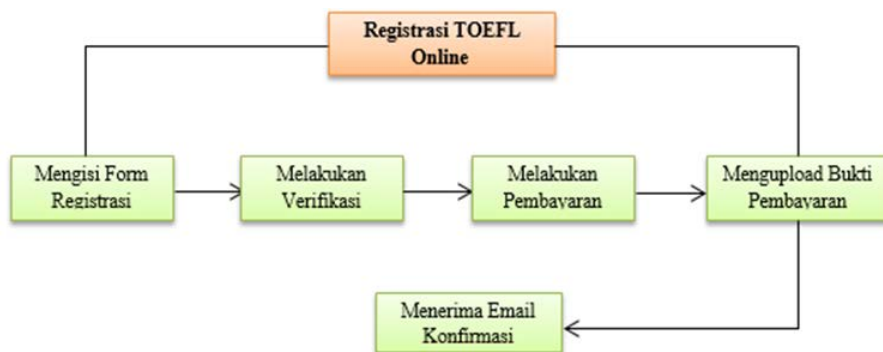 Registrasi TOEFL
Online
Mengisi Form
Registrasi
Melakukan
Verifikasi
Melakukan
Pembayaran
Mengupload Bukti
Pembayaran
Menerima Email
Konfirmasi